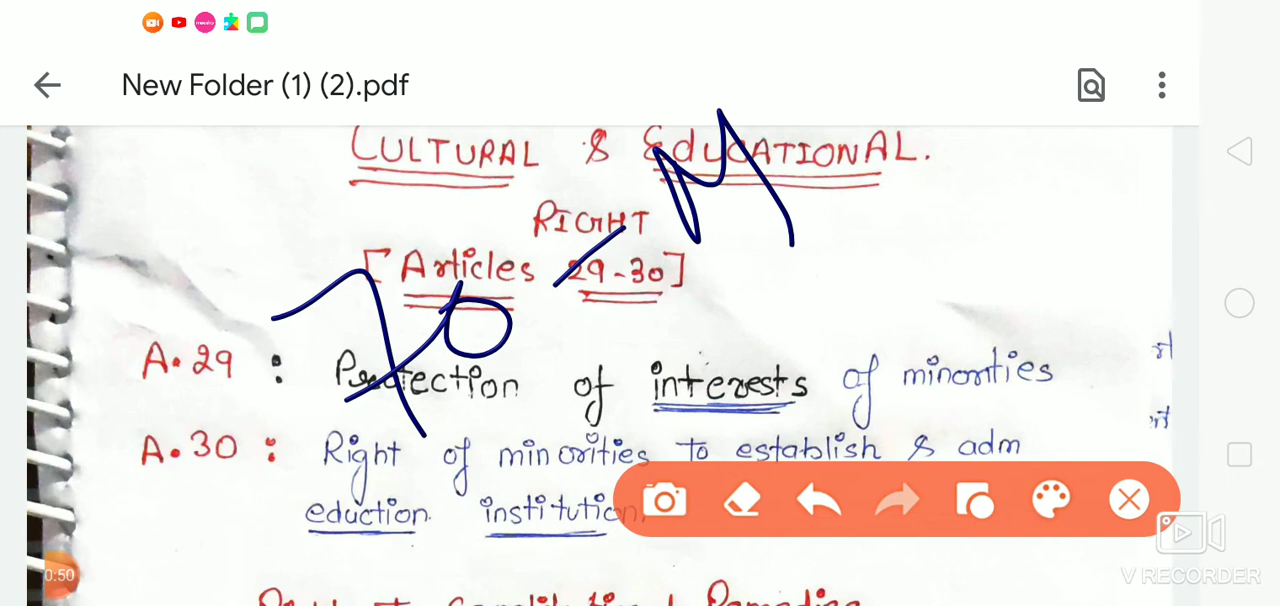 New Folder (1) (2).pdf
CULTURAL & EDUCATIONAL.
RIGHT
[Articles 29-30]
A.29 : Protection of interests of minorities
A.30 : Right of minorities to establish & adm
eduction institution.
0:50
V RECORDER